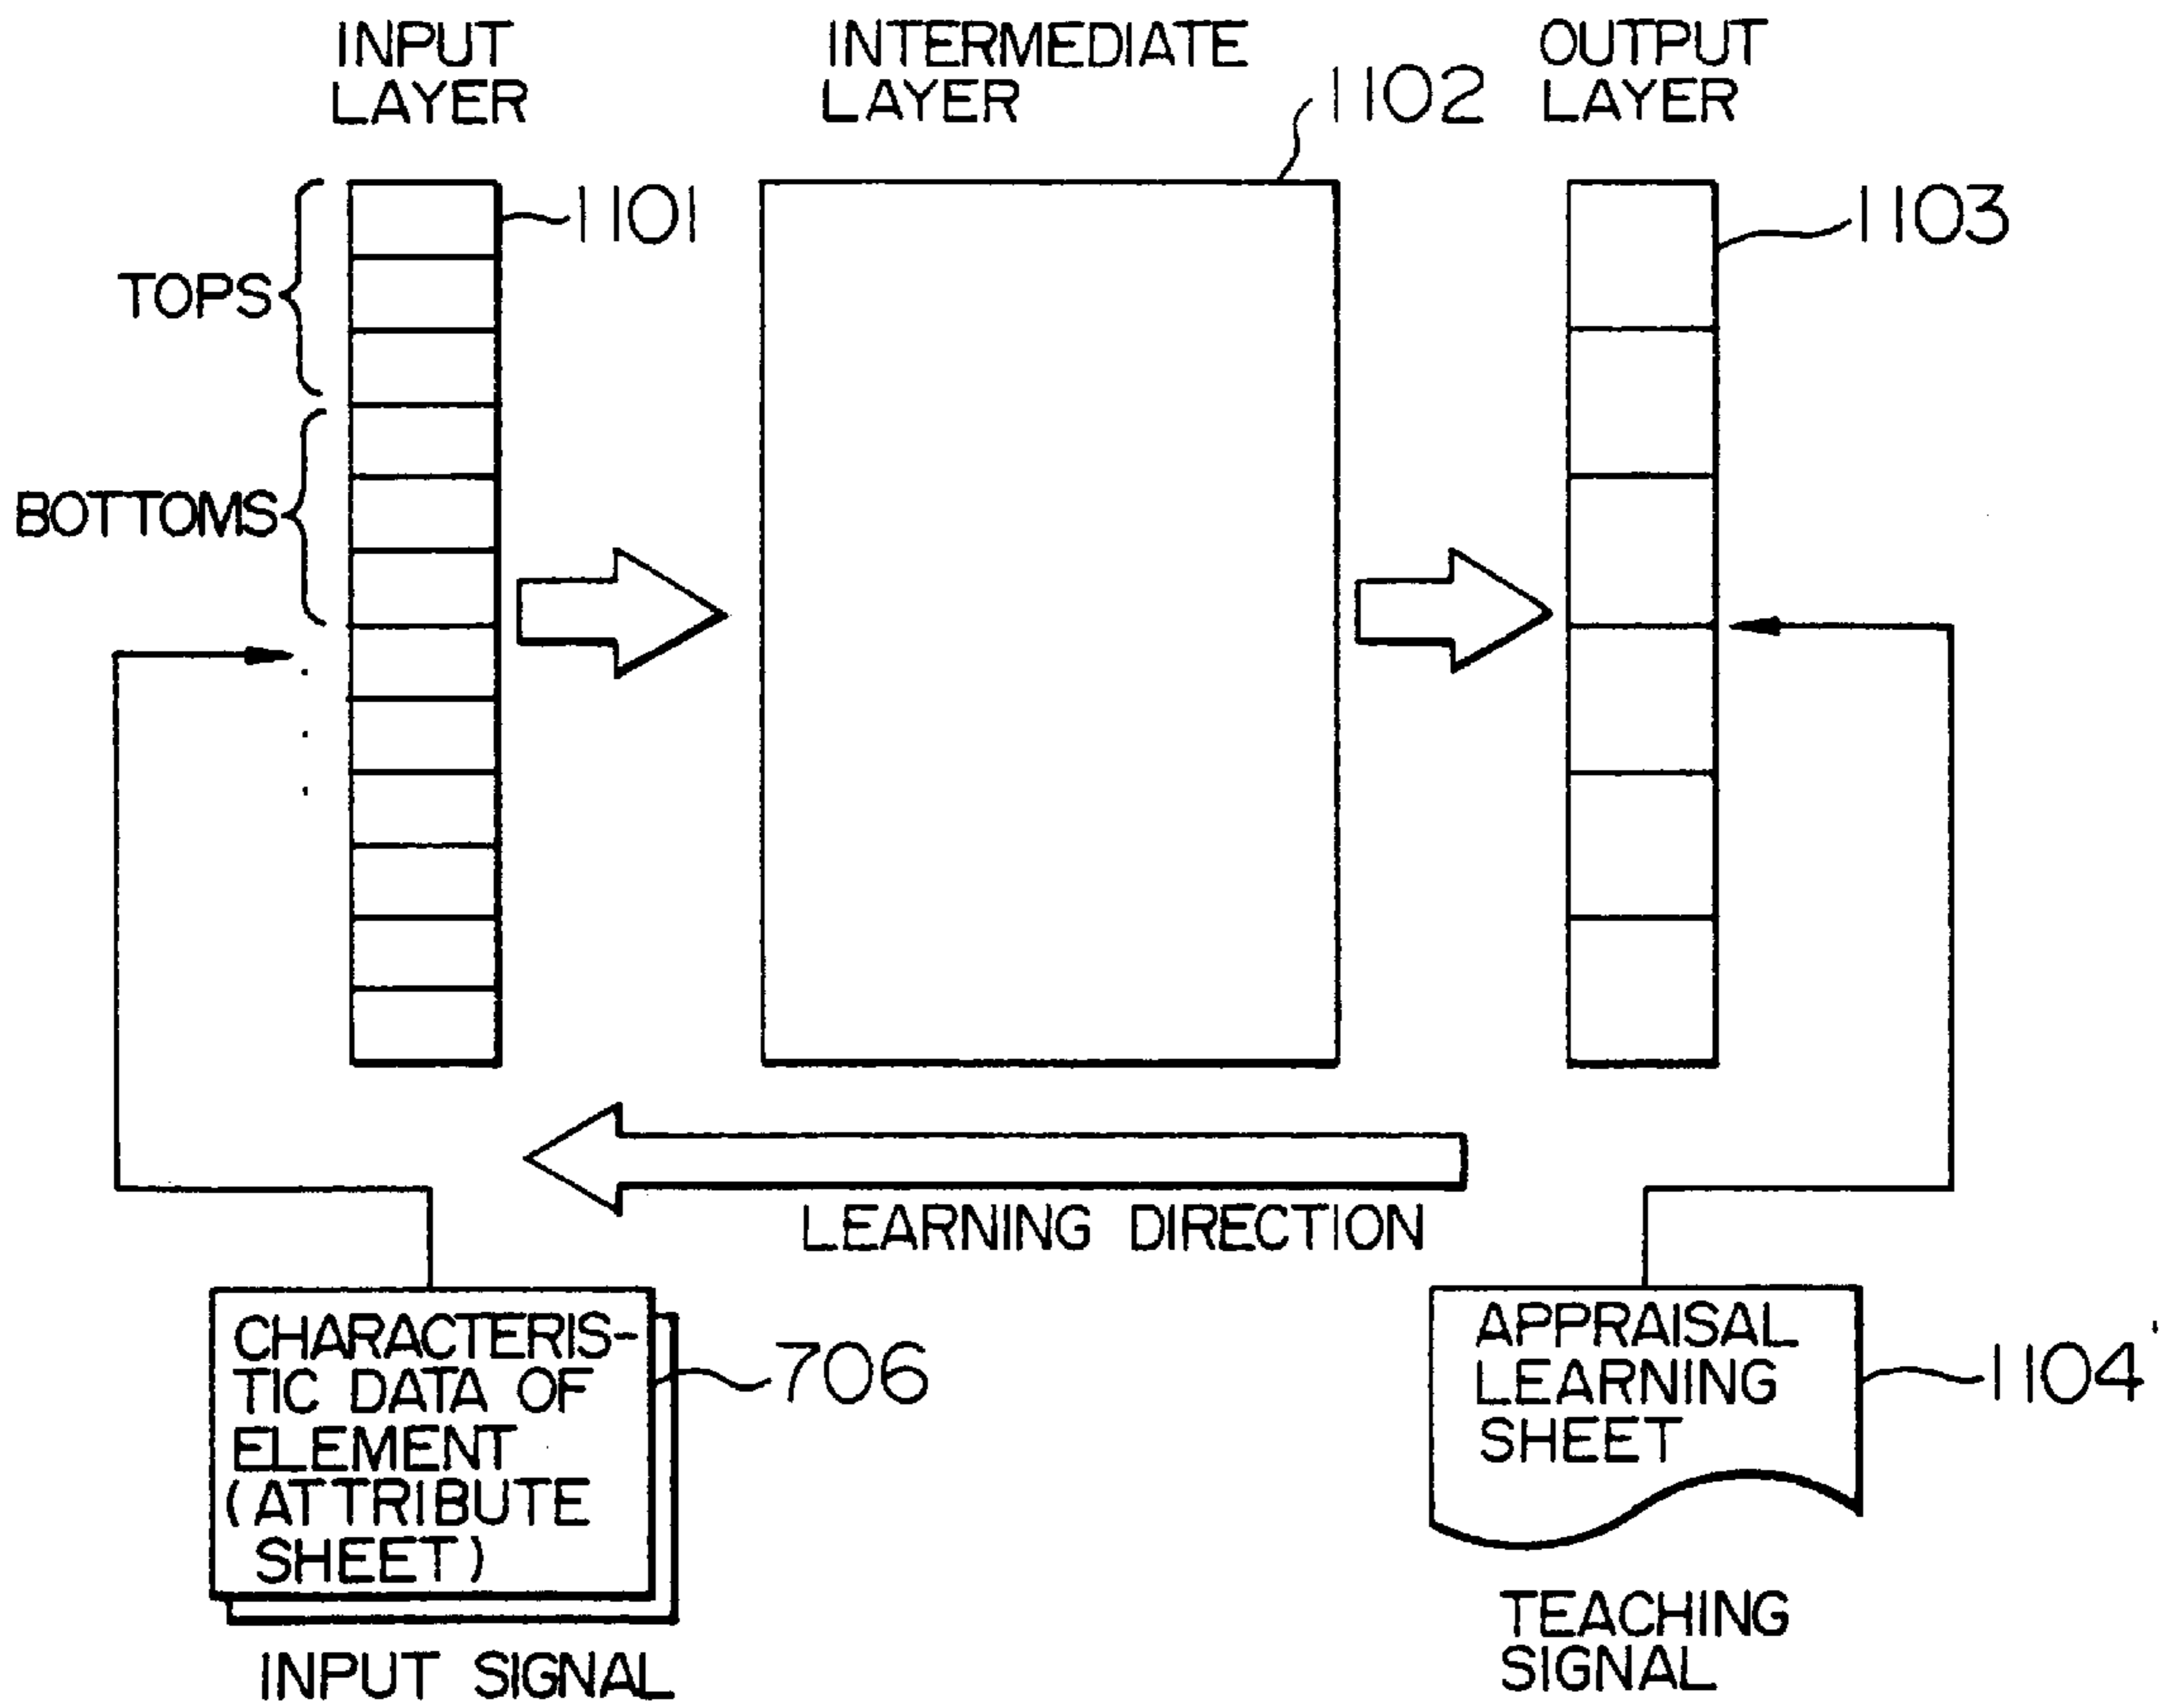 INPUT
LAYER
INTERMEDIATE
LAYER
1102
OUTPUT
LAYER
1101
1103
TOPS
BOTTOMS
LEARNING DIRECTION
CHARACTERIS-
TIC DATA OF
ELEMENT
(ATTRIBUTE
SHEET)
706
INPUT SIGNAL
APPRAISAL
LEARNING
SHEET
1104'
TEACHING
SIGNAL